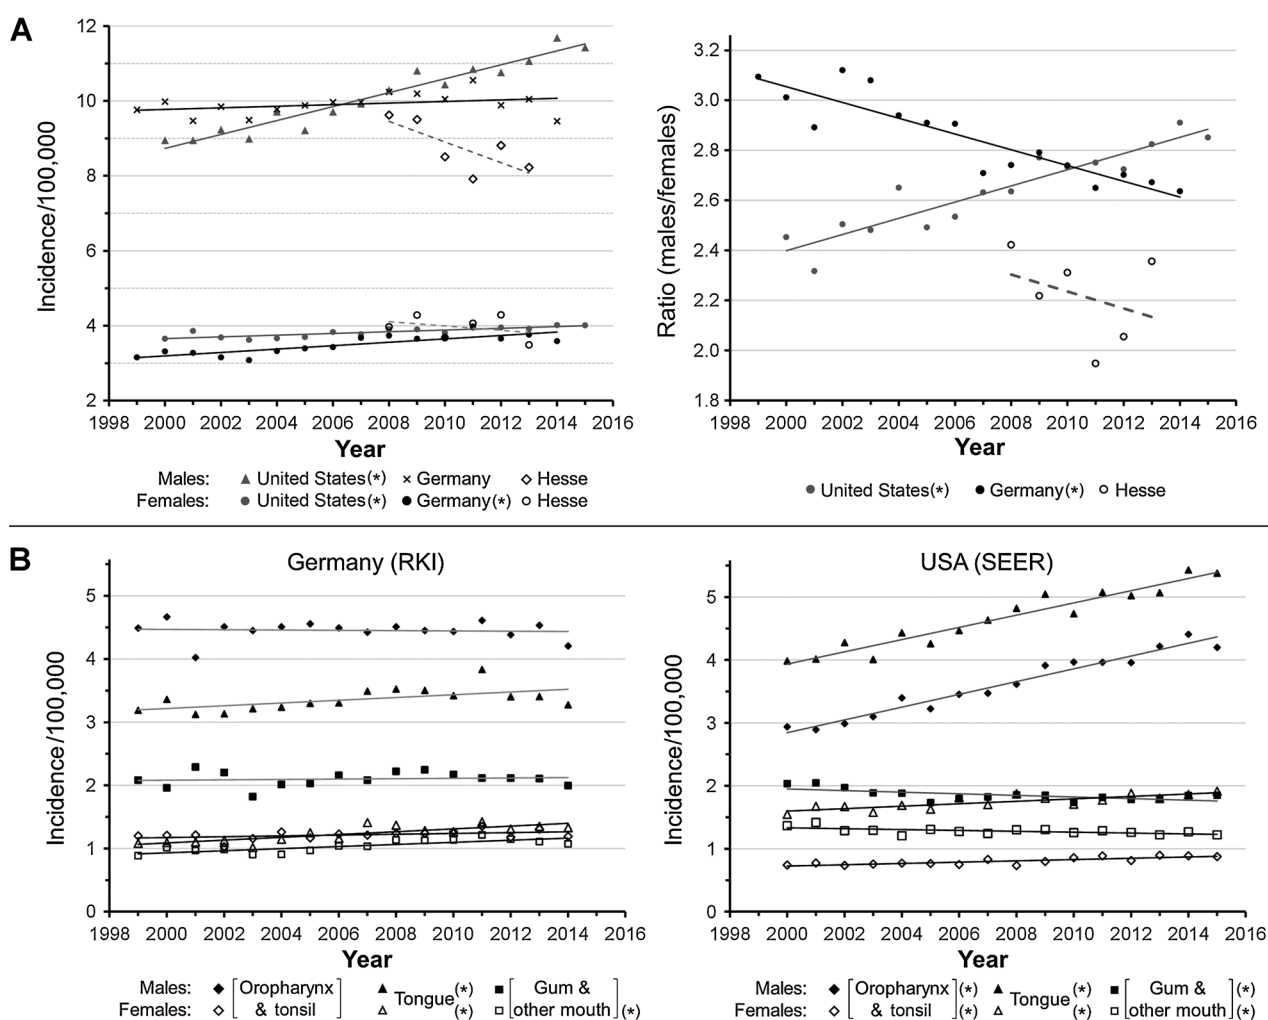 A
12
10
8
6
4
2
Incidence/100,000
1998 2000 2002 2004 2006 2008 2010 2012 2014 2016
Year
Males: United States(*) Germany Hesse
Females: United States(*) Germany(*) Hesse
3.2
3.0
2.8
2.6
2.4
2.2
2.0
1.8
Ratio (males/females)
1998 2000 2002 2004 2006 2008 2010 2012 2014 2016
Year
United States(*) Germany(*) Hesse
B
Germany (RKI)
5
4
3
2
1
0
Incidence/100,000
1998 2000 2002 2004 2006 2008 2010 2012 2014 2016
Year
Males: Oropharynx Tongue (*) Gum &
Females: & tonsil (*) other mouth (*)
USA (SEER)
5
4
3
2
1
0
Incidence/100,000
1998 2000 2002 2004 2006 2008 2010 2012 2014 2016
Year
Males: Oropharynx (*) Tongue (*) Gum & (*)
Females: & tonsil (*) (*) other mouth (*)